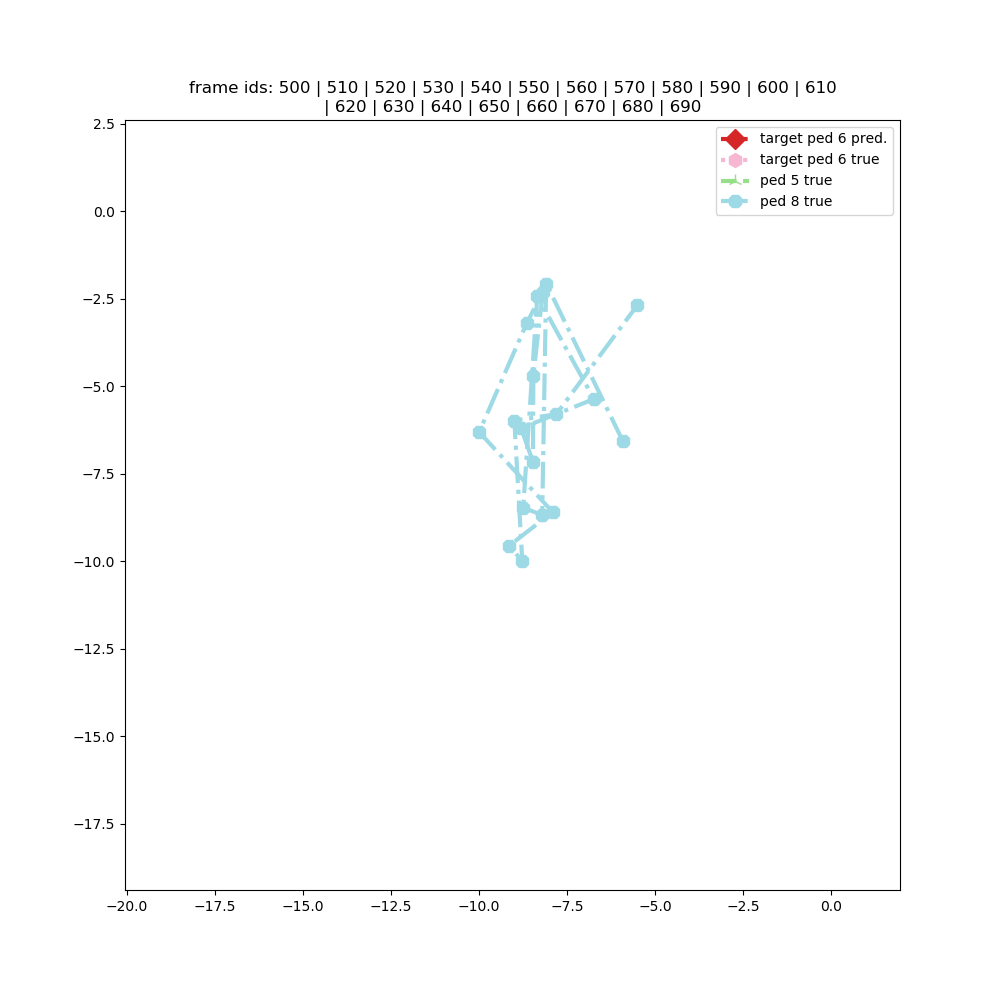 frame ids: 500 | 510 | 520 | 530 | 540 | 550 | 560 | 570 | 580 | 590 | 600 | 610
| 620 | 630 | 640 | 650 | 660 | 670 | 680 | 690
target ped 6 pred.
target ped 6 true
ped 5 true
ped 8 true
2.5
0.0
−2.5
−5.0
−7.5
−10.0
−12.5
−15.0
−17.5
−20.0 −17.5 −15.0 −12.5 −10.0 −7.5 −5.0 −2.5 0.0